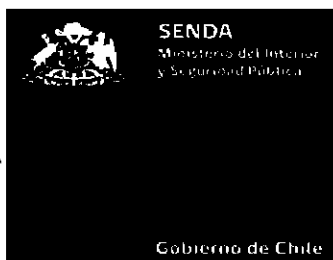 SENDA
Ministerio del Interior
y Seguridad Pública
Gobierno de Chile